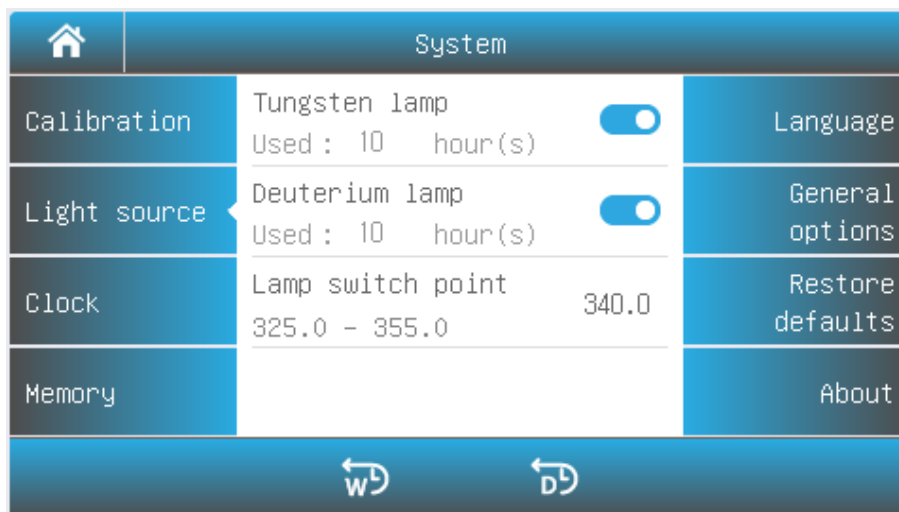 System
Calibration
Light source
Clock
Memory
Tungsten lamp
Used : 10 hour(s)
Deuterium lamp
Used : 10 hour(s)
Lamp switch point
340.0
325.0 - 355.0
Language
General
options
Restore
defaults
About
W
D